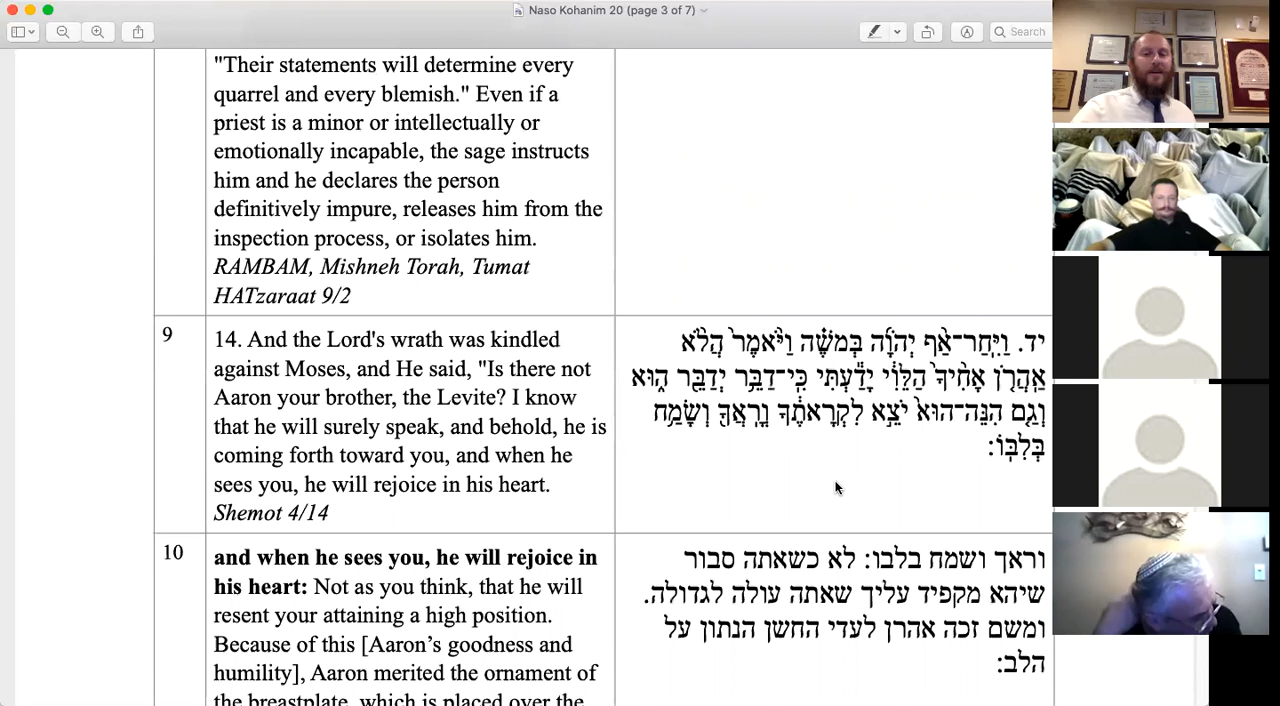 Naso Kohanim 20 (page 3 of 7)
Search
"Their statements will determine every
quarrel and every blemish." Even if a
priest is a minor or intellectually or
emotionally incapable, the sage instructs
him and he declares the person
definitively impure, releases him from the
inspection process, or isolates him.
RAMBAM, Mishneh Torah, Tumat
HATzaraat 9/2
9
14. And the Lord's wrath was kindled
against Moses, and He said, "Is there not
Aaron your brother, the Levite? I know
that he will surely speak, and behold, he is
coming forth toward you, and when he
sees you, he will rejoice in his heart.
Shemot 4/14
יד. וַיִּֽחַר־אַ֨ף יְהֹוָ֜ה בְּמֹשֶׁ֗ה וַיֹּ֙אמֶר֙ הֲלֹ֨א
אַֽהֲרֹ֤ן אָחִ֙יךָ֙ הַלֵּוִ֔י יָדַ֕עְתִּי כִּֽי־דַבֵּ֥ר יְדַבֵּ֖ר ה֑וּא
וְגַ֤ם הִנֵּה־הוּא֙ יֹצֵ֣א לִקְרָאתֶ֔ךָ וְרָֽאֲךָ֖ וְשָׂמַ֥ח
בְּלִבּֽוֹ:
10
and when he sees you, he will rejoice in
his heart: Not as you think, that he will
resent your attaining a high position.
Because of this [Aaron’s goodness and
humility], Aaron merited the ornament of
the breastplate, which is placed over the
וראך ושמח בלבו: לא כשאתה סבור
שיהא מקפיד עליך שאתה עולה לגדולה.
ומשם זכה אהרן לעדי החשן הנתון על
הלב: